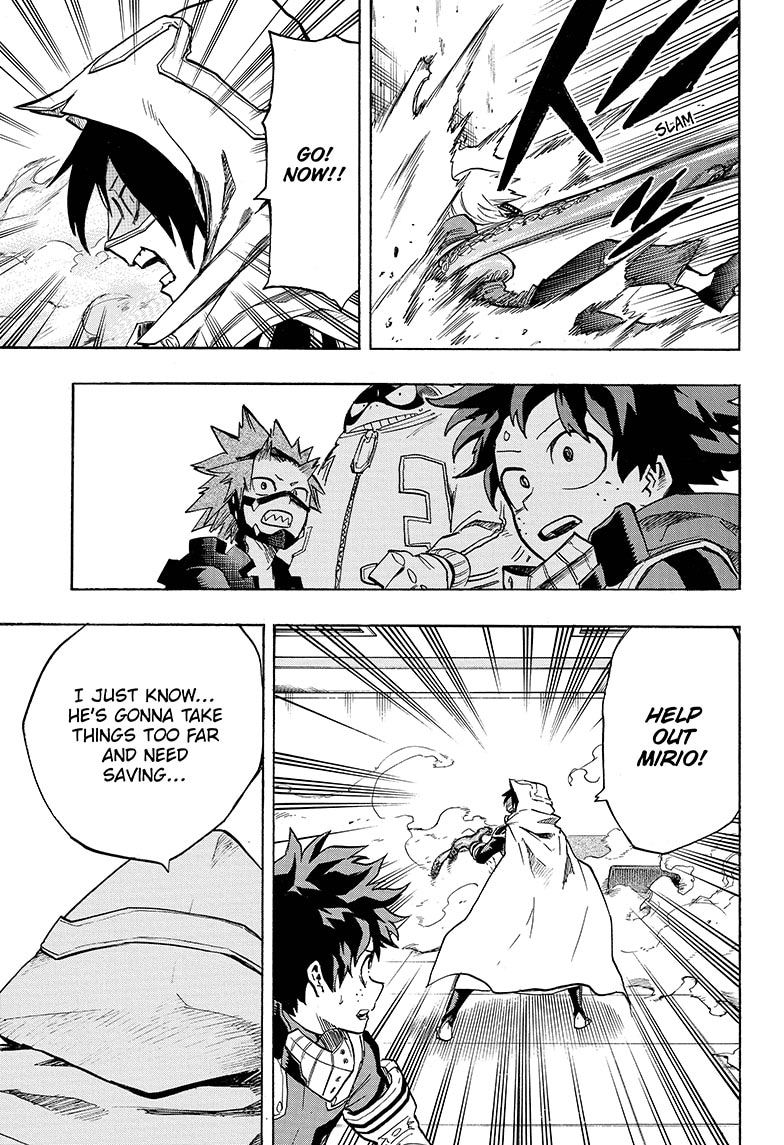 SLAM
GO!
NOW!!
HELP
OUT
MIRIO!
I JUST KNOW...
HE'S GONNA TAKE
THINGS TOO FAR
AND NEED
SAVING...